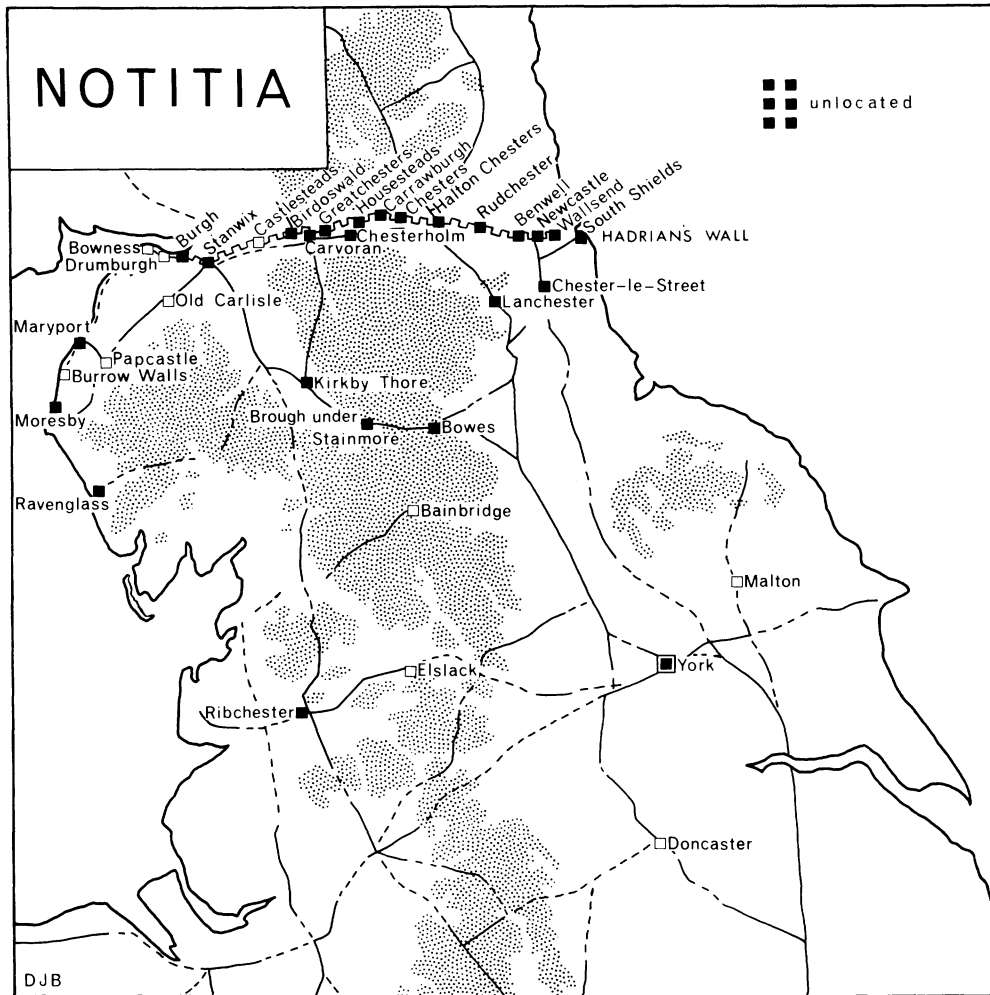 NOTITIA
unlocated
Bowness
Drumburgh
Burgh
Stanwix
Castlesteads
Birdoswald
Greatchesters
Housesteads
Carrawburgh
Chesters
Halton Chesters
Rudchester
Benwell
Newcastle
Wallsend
South Shields
HADRIAN'S WALL
Carvoran
Chesterholm
Old Carlisle
Chester-le-Street
Lanchester
Maryport
Papcastle
Burrow Walls
Moresby
Kirkby Thore
Brough under
Stainmore
Bowes
Ravenglass
Bainbridge
Malton
Elslack
York
Ribchester
Doncaster
DJB